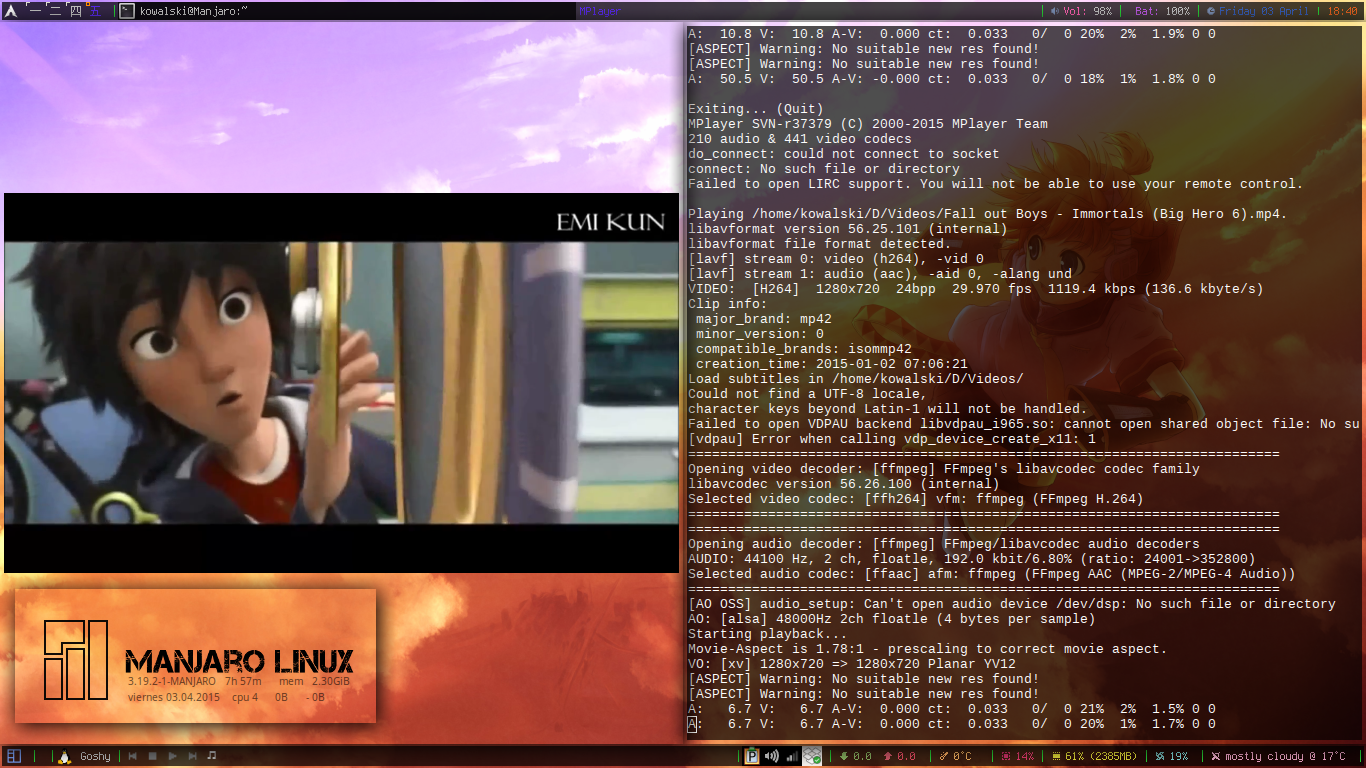 一 二 四 五 kowalski@Manjaro:~ MPlayer Vol: 98% Bat: 100% Friday 03 April 18:40
EMI KUN
MANJARO LINUX
3.19.2-1-MANJARO 7h 57m mem 2.30GiB
viernes 03.04.2015 cpu 4 0B - 0B
A: 10.8 V: 10.8 A-V: 0.000 ct: 0.033 0/ 0 20% 2% 1.9% 0 0
[ASPECT] Warning: No suitable new res found!
[ASPECT] Warning: No suitable new res found!
A: 50.5 V: 50.5 A-V: -0.000 ct: 0.033 0/ 0 18% 1% 1.8% 0 0
Exiting... (Quit)
MPlayer SVN-r37379 (C) 2000-2015 MPlayer Team
210 audio & 441 video codecs
do_connect: could not connect to socket
connect: No such file or directory
Failed to open LIRC support. You will not be able to use your remote control.
Playing /home/kowalski/D/Videos/Fall out Boys - Immortals (Big Hero 6).mp4.
libavformat version 56.25.101 (internal)
libavformat file format detected.
[lavf] stream 0: video (h264), -vid 0
[lavf] stream 1: audio (aac), -aid 0, -alang und
VIDEO: [H264] 1280x720 24bpp 29.970 fps 1119.4 kbps (136.6 kbyte/s)
Clip info:
major_brand: mp42
minor_version: 0
compatible_brands: isommp42
creation_time: 2015-01-02 07:06:21
Load subtitles in /home/kowalski/D/Videos/
Could not find a UTF-8 locale,
character keys beyond Latin-1 will not be handled.
Failed to open VDPAU backend libvdpau_i965.so: cannot open shared object file: No su
[vdpau] Error when calling vdp_device_create_x11: 1
==========================================================================
Opening video decoder: [ffmpeg] FFmpeg's libavcodec codec family
libavcodec version 56.26.100 (internal)
Selected video codec: [ffh264] vfm: ffmpeg (FFmpeg H.264)
==========================================================================
==========================================================================
Opening audio decoder: [ffmpeg] FFmpeg/libavcodec audio decoders
AUDIO: 44100 Hz, 2 ch, floatle, 192.0 kbit/6.80% (ratio: 24001->352800)
Selected audio codec: [ffaac] afm: ffmpeg (FFmpeg AAC (MPEG-2/MPEG-4 Audio))
==========================================================================
[AO OSS] audio_setup: Can't open audio device /dev/dsp: No such file or directory
AO: [alsa] 48000Hz 2ch floatle (4 bytes per sample)
Starting playback...
Movie-Aspect is 1.78:1 - prescaling to correct movie aspect.
VO: [xv] 1280x720 => 1280x720 Planar YV12
[ASPECT] Warning: No suitable new res found!
[ASPECT] Warning: No suitable new res found!
A: 6.7 V: 6.7 A-V: 0.000 ct: 0.033 0/ 0 21% 2% 1.5% 0 0
A: 6.7 V: 6.7 A-V: 0.000 ct: 0.033 0/ 0 20% 1% 1.7% 0 0
Goshy 0.0 0.0 0°C 14% 61% (2385MB) 19% mostly cloudy @ 17°C